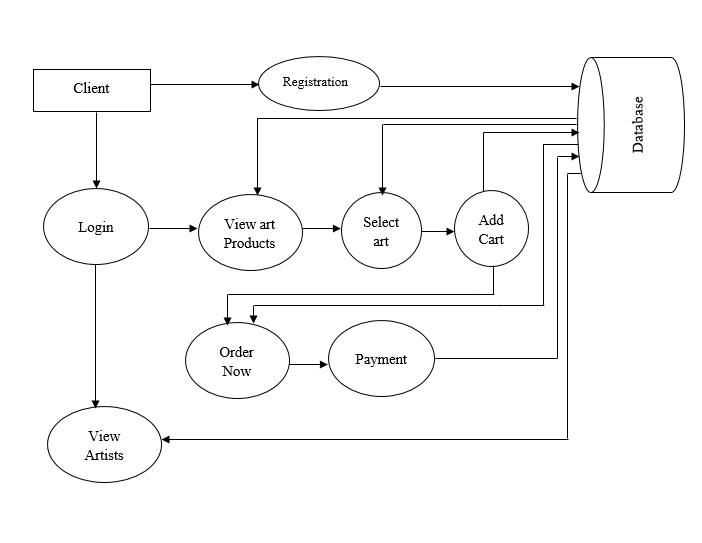 Client
Registration
Database
Login
View art
Products
Select
art
Add
Cart
Order
Now
Payment
View
Artists